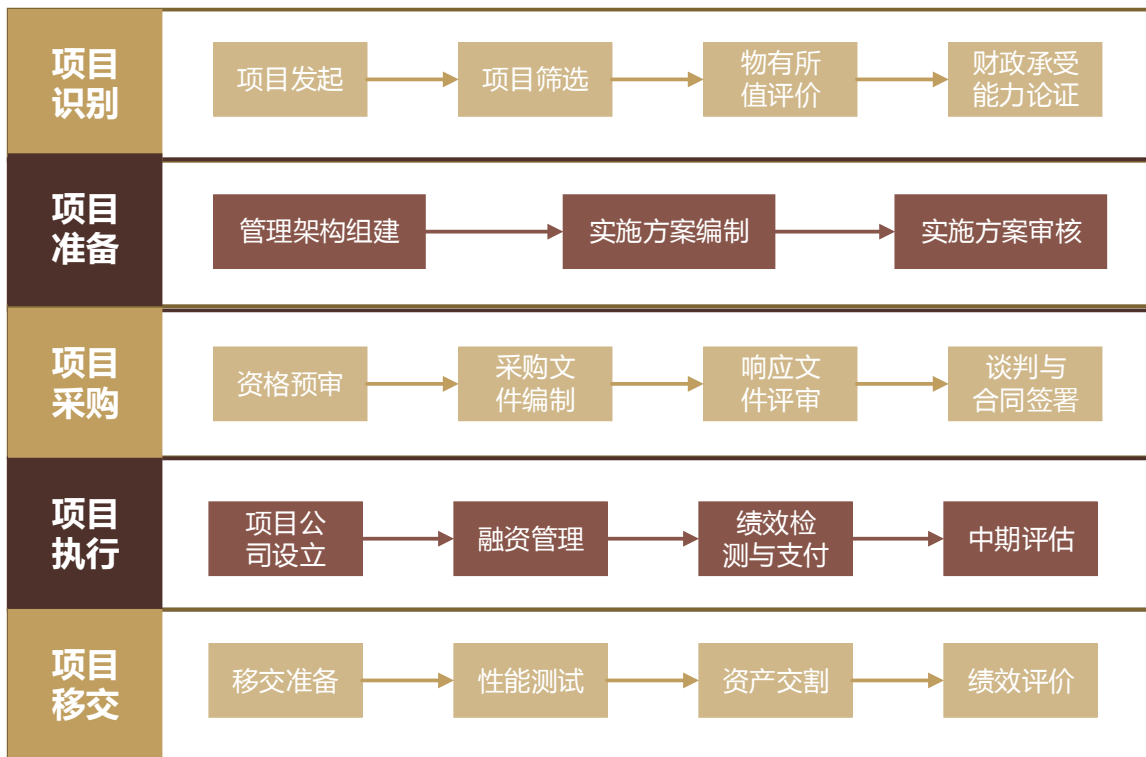 项目
识别
项目发起
项目筛选
物有所
值评价
财政承受
能力论证
项目
准备
管理架构组建
实施方案编制
实施方案审核
项目
采购
资格预审
采购文
件编制
响应文
件评审
谈判与
合同签署
项目
执行
项目公
司设立
融资管理
绩效检
测与支付
中期评估
项目
移交
移交准备
性能测试
资产交割
绩效评价